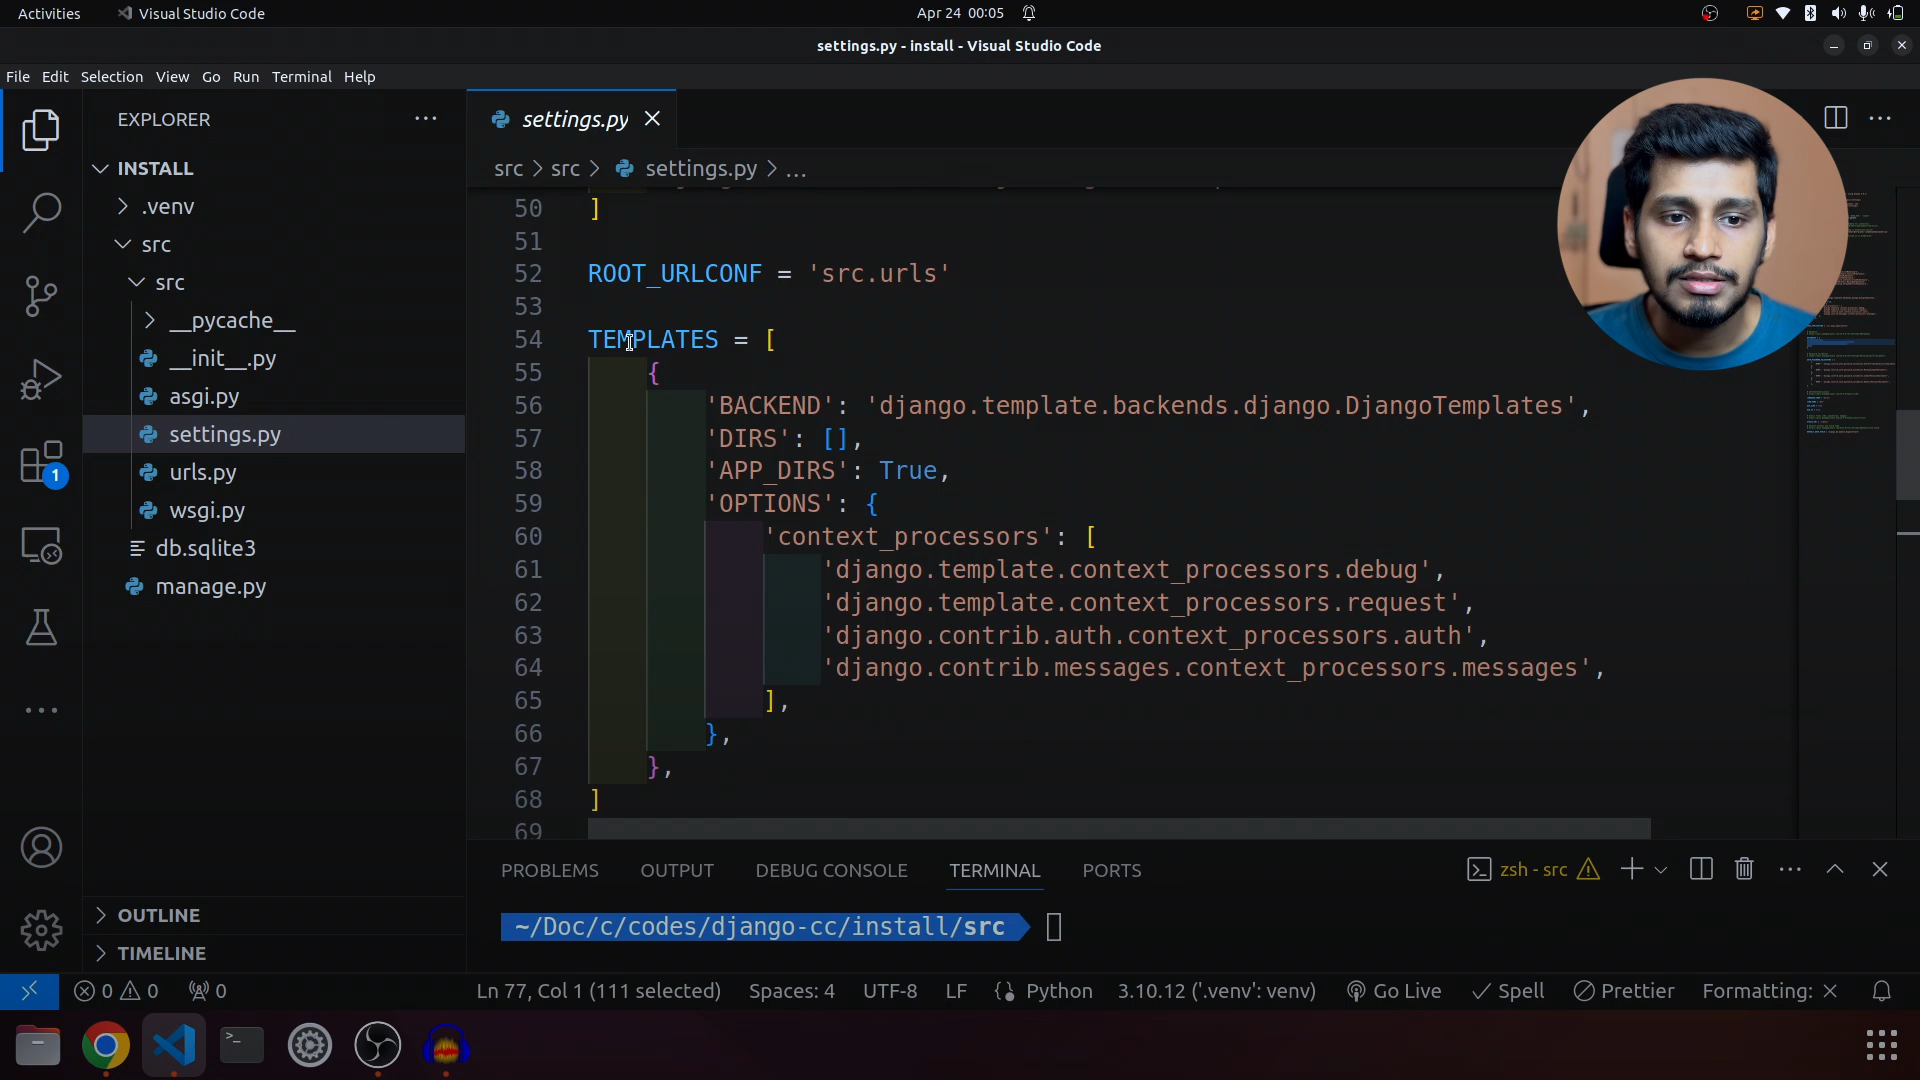 Activities
Visual Studio Code
Apr 24 00:05
settings.py - install - Visual Studio Code
File Edit Selection View Go Run Terminal Help
EXPLORER
settings.py
src > src > settings.py > ...
INSTALL
.venv
src
src
__pycache__
__init__.py
asgi.py
settings.py
urls.py
wsgi.py
db.sqlite3
manage.py
OUTLINE
TIMELINE
1
50 ]
51
52 ROOT_URLCONF = 'src.urls'
53
54 TEMPLATES = [
55 {
56 'BACKEND': 'django.template.backends.django.DjangoTemplates',
57 'DIRS': [],
58 'APP_DIRS': True,
59 'OPTIONS': {
60 'context_processors': [
61 'django.template.context_processors.debug',
62 'django.template.context_processors.request',
63 'django.contrib.auth.context_processors.auth',
64 'django.contrib.messages.context_processors.messages',
65 ],
66 },
67 },
68 ]
69
PROBLEMS OUTPUT DEBUG CONSOLE TERMINAL PORTS
zsh - src
~/Doc/c/codes/django-cc/install/src
0 0 0
Ln 77, Col 1 (111 selected) Spaces: 4 UTF-8 LF Python 3.10.12 ('.venv': venv) Go Live Spell Prettier Formatting: ×